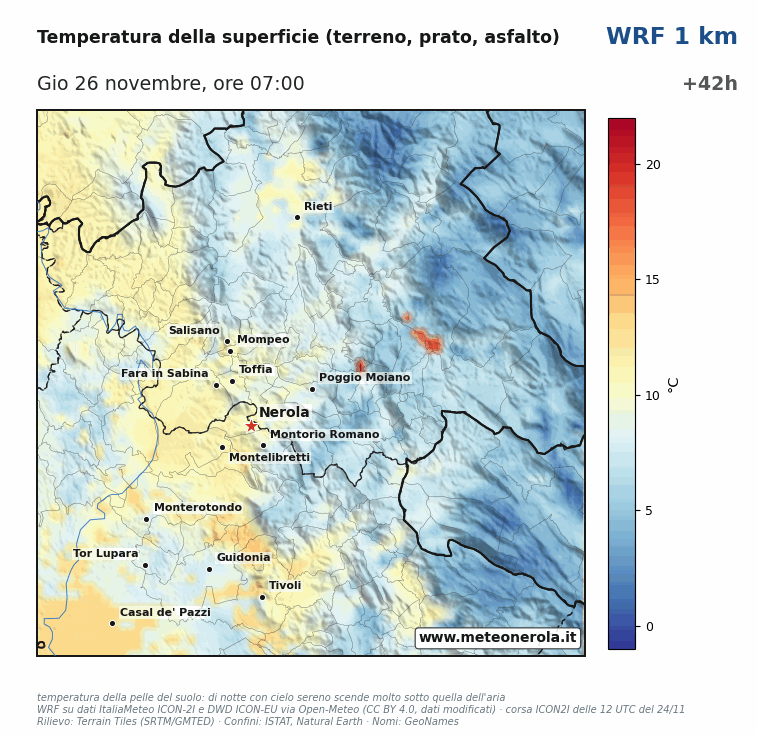 Temperatura della superficie (terreno, prato, asfalto)
WRF 1 km
Gio 26 novembre, ore 07:00
+42h
Rieti
Salisano
Mompeo
Fara in Sabina
Toffia
Poggio Moiano
Nerola
Montorio Romano
Montelibretti
Monterotondo
Tor Lupara
Guidonia
Tivoli
Casal de' Pazzi
www.meteonerola.it
20
15
10
5
0
°C
temperatura della pelle del suolo: di notte con cielo sereno scende molto sotto quella dell'aria
WRF su dati ItaliaMeteo ICON-2I e DWD ICON-EU via Open-Meteo (CC BY 4.0, dati modificati) · corsa ICON2I delle 12 UTC del 24/11
Rilievo: Terrain Tiles (SRTM/GMTED) · Confini: ISTAT, Natural Earth · Nomi: GeoNames